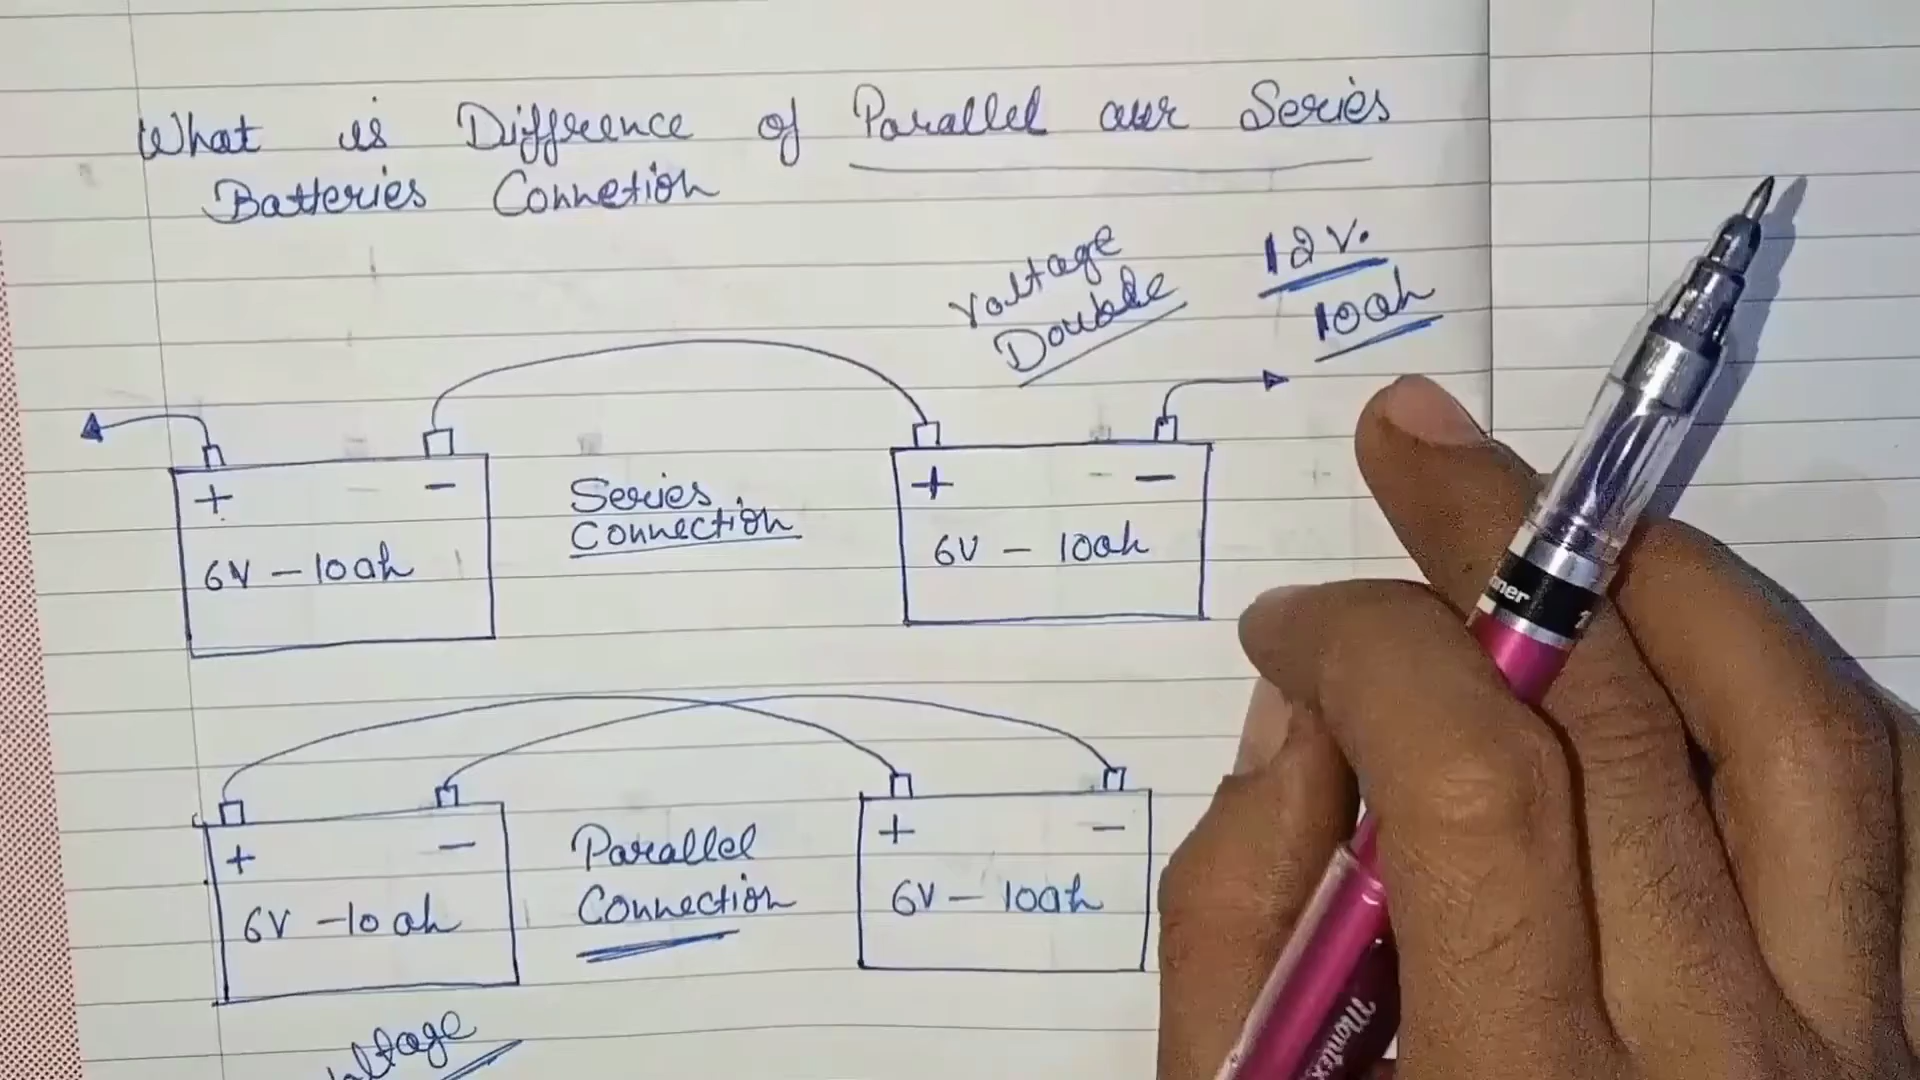 What is Difference of Parallel aur Series
Batteries Connetion
Voltage
Double
12V.
10ah
+ -
6V - 10ah
Series
Connection
+ -
6V - 10ah
+ -
6V - 10ah
Parallel
Connection
+ -
6V - 10ah